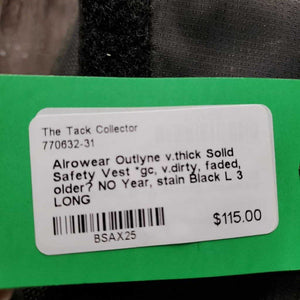 The Tack Collector
770632-31
Airowear Outlyne v.thick Solid
Safety Vest *gc, v.dirty, faded,
older? NO Year, stain Black L 3
LONG
$115.00
BSAX25